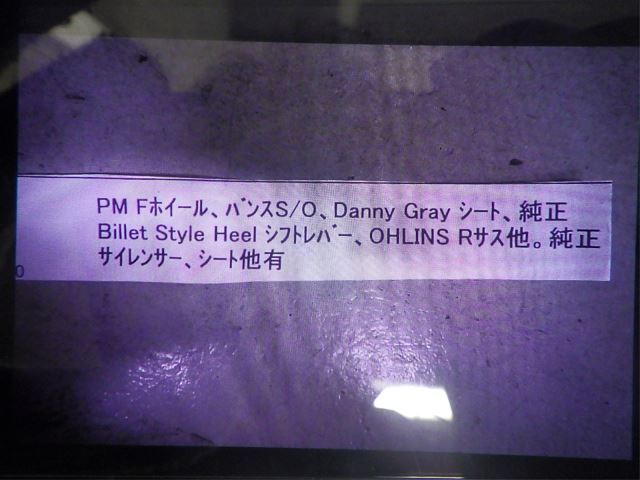 PM Fホイール、バンスS/O、Danny Gray シート、純正
Billet Style Heel シフトレバー、OHLINS Rサス他。純正
サイレンサー、シート他有
0